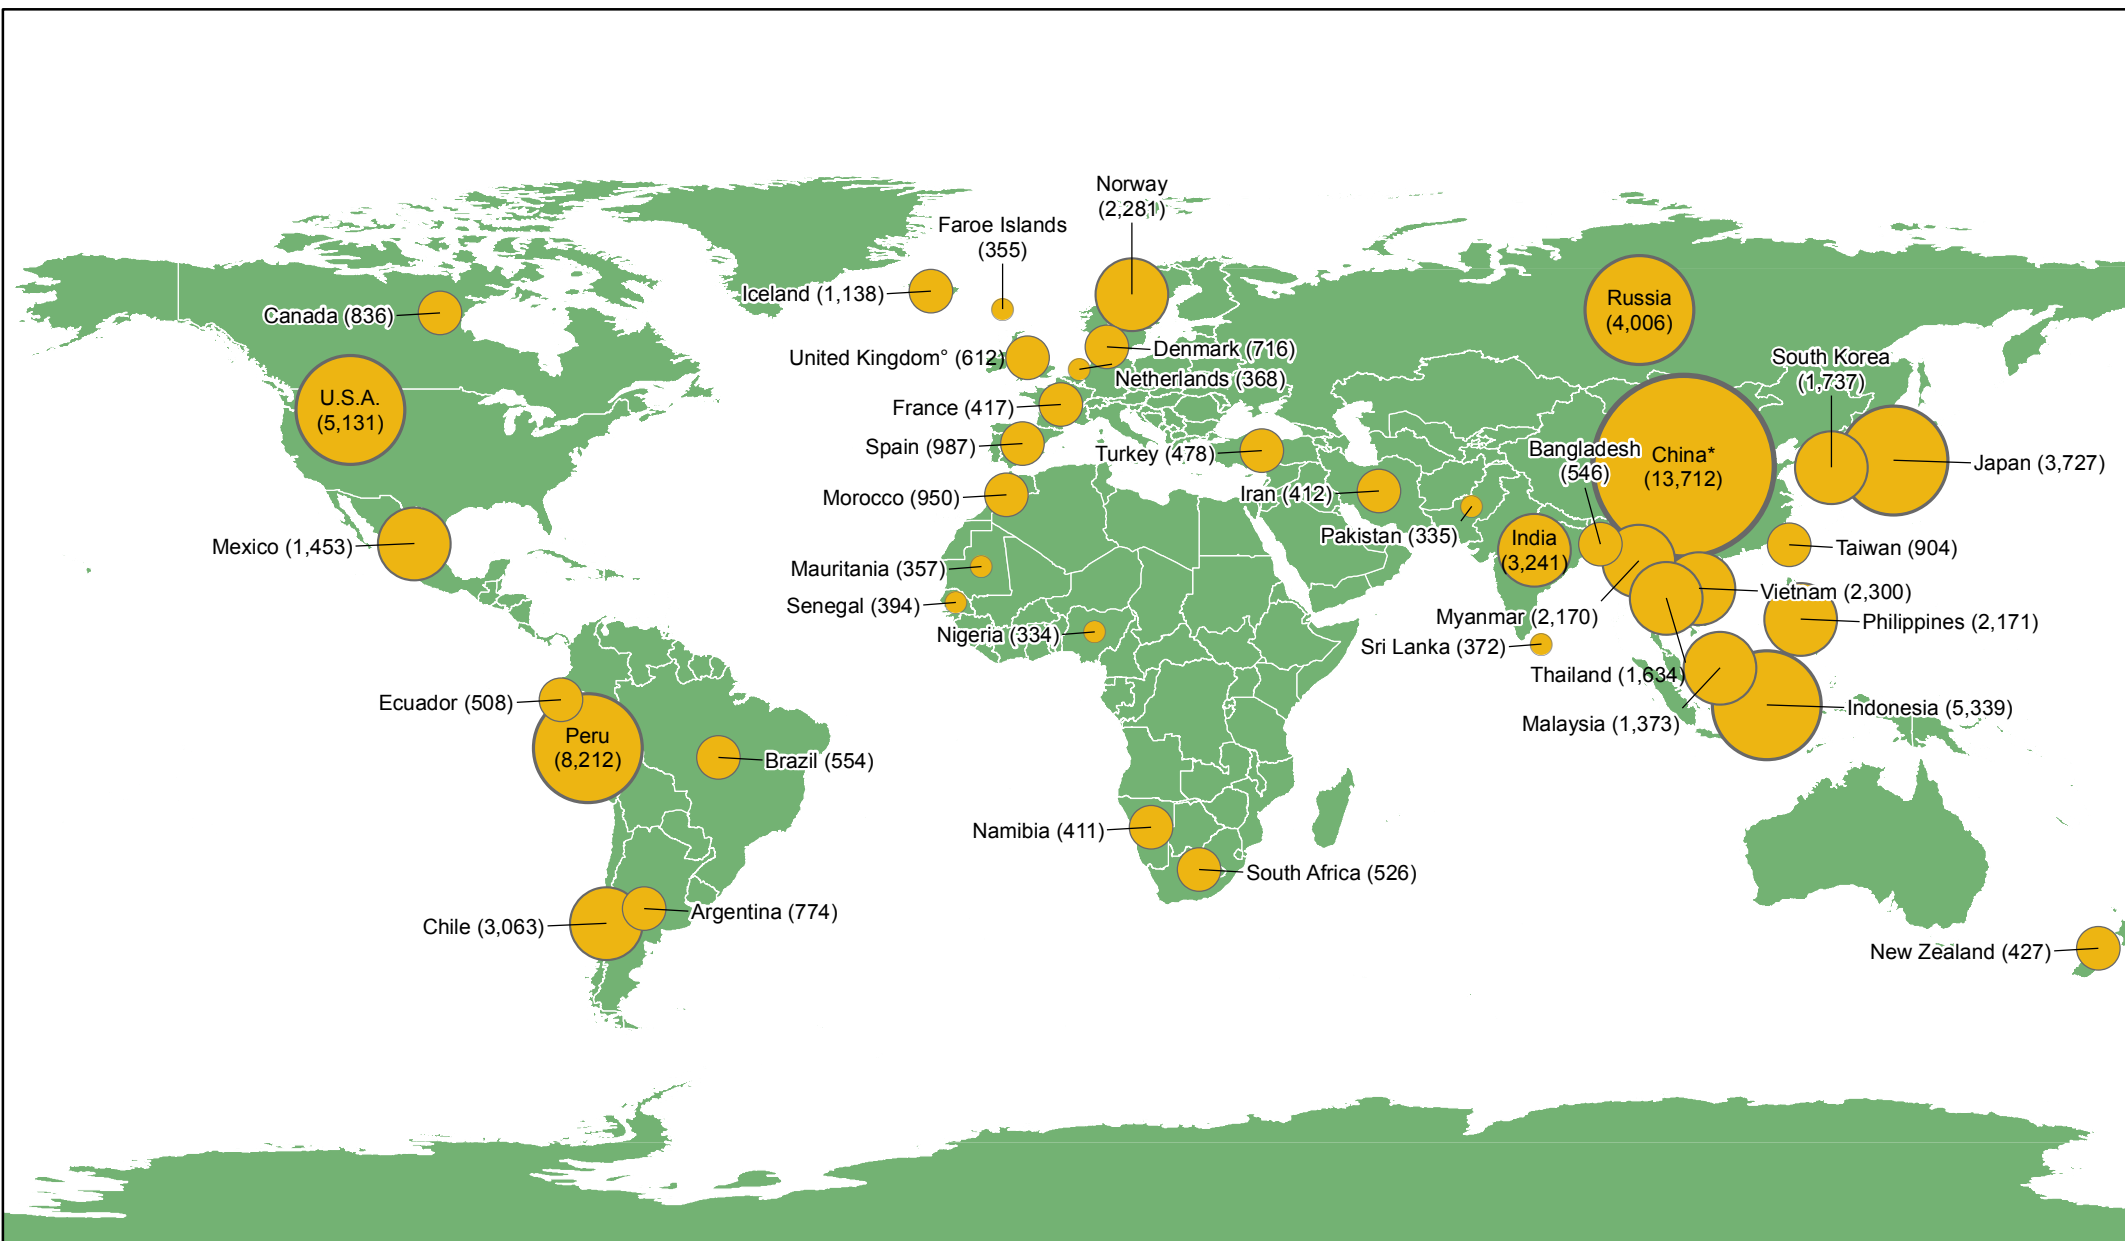 Norway
(2,281)
Faroe Islands
(355)
Iceland (1,138)
Canada (836)
Russia
(4,006)
United Kingdom° (612)
Denmark (716)
South Korea
(1,737)
Netherlands (368)
U.S.A.
(5,131)
France (417)
Spain (987)
Turkey (478)
Bangladesh
(546)
China*
(13,712)
Japan (3,727)
Morocco (950)
Iran (412)
Pakistan (335)
India
(3,241)
Mexico (1,453)
Taiwan (904)
Mauritania (357)
Vietnam (2,300)
Senegal (394)
Myanmar (2,170)
Philippines (2,171)
Nigeria (334)
Sri Lanka (372)
Thailand (1,634)
Ecuador (508)
Indonesia (5,339)
Malaysia (1,373)
Peru
(8,212)
Brazil (554)
Namibia (411)
South Africa (526)
Argentina (774)
Chile (3,063)
New Zealand (427)